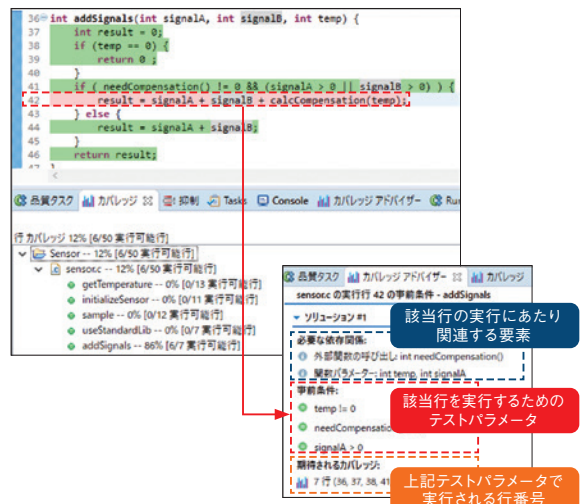 36 int addSignals(int signalA, int signalB, int temp) {
37 int result = 0;
38 if (temp == 0) {
39 return 0 ;
40 }
41 if ( needCompensation() != 0 && (signalA > 0 || signalB > 0) ) {
42 result = signalA + signalB + calcCompensation(temp);
43 } else {
44 result = signalA + signalB;
45 }
46 return result;
47 }
品質タスク カバレッジ 抑制 Tasks Console カバレッジ アドバイザー
行 カバレッジ 12% [6/50 実行可能行]
Sensor -- 12% [6/50 実行可能行]
sensor.c -- 12% [6/50 実行可能行]
getTemperature -- 0% [0/13 実行可能行]
initializeSensor -- 0% [0/11 実行可能行]
sample -- 0% [0/12 実行可能行]
useStandardLib -- 0% [0/7 実行可能行]
addSignals -- 86% [6/7 実行可能行]
品質タスク カバレッジ アドバイザー カバレッジ
sensor.c の実行行 42 の事前条件 - addSignals
ソリューション #1
該当行の実行にあたり
関連する要素
必要な依存関係:
外部関数の呼び出し: int needCompensation()
関数パラメーター: int temp, int signalA
事前条件:
temp != 0
該当行を実行するための
テストパラメータ
signalA > 0
期待されるカバレッジ:
7 行 (36, 37, 38, 41
上記テストパラメータで
実行される行番号